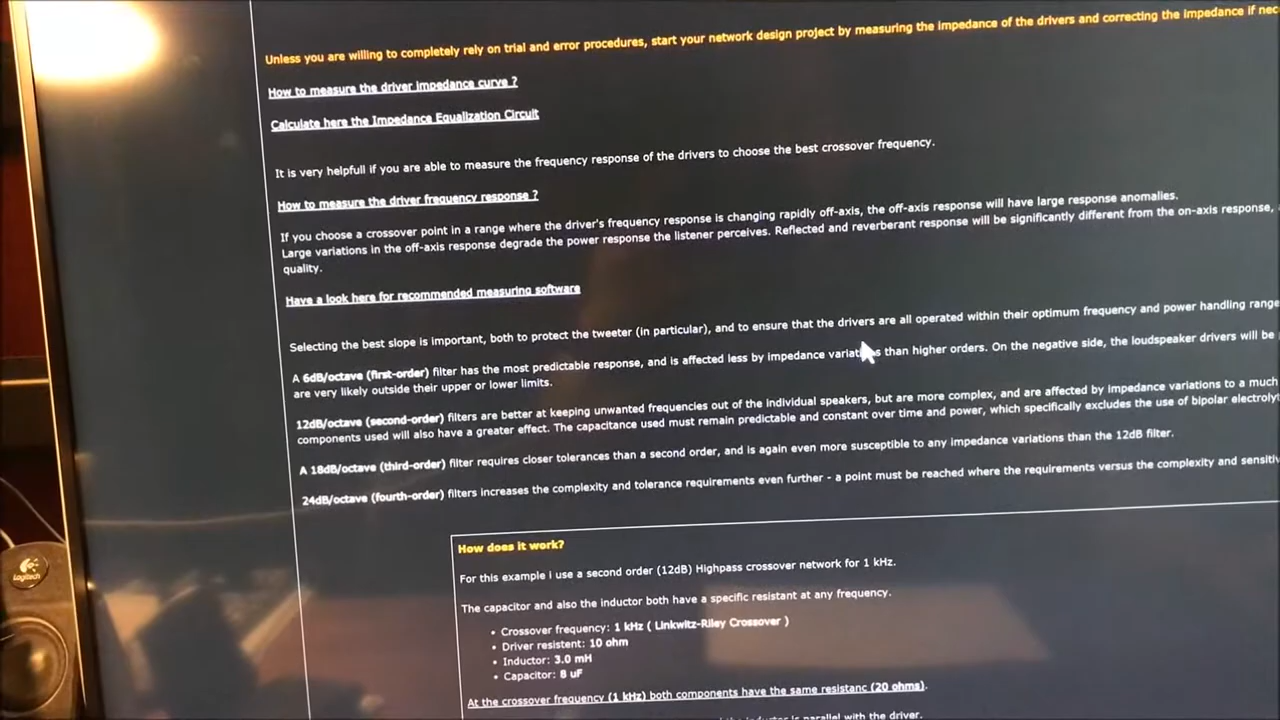 Unless you are willing to completely rely on trial and error procedures, start your network design project by measuring the impedance of the drivers and correcting the impedance if
How to measure the driver impedance curve ?
Calculate here the Impedance Equalization Circuit
It is very helpfull if you are able to measure the frequency response of the drivers to choose the best crossover frequency.
How to measure the driver frequency response ?
If you choose a crossover point in a range where the driver's frequency response is changing rapidly off-axis, the off-axis response will have large response anomalies.
Large variations in the off-axis response degrade the power response the listener perceives. Reflected and reverberant response will be significantly different from the on-axis response,
quality.
Have a look here for recommended measuring software
Selecting the best slope is important, both to protect the tweeter (in particular), and to ensure that the drivers are all operated within their optimum frequency and power handling range
A 6dB/octave (first-order) filter has the most predictable response, and is affected less by impedance than higher orders. On the negative side, the loudspeaker drivers will be
are very likely outside their upper or lower limits.
12dB/octave (second-order) filters are better at keeping unwanted frequencies out of the individual speakers, but are more complex, and are affected by impedance variations to a much
components used will also have a greater effect. The capacitance used must remain predictable and constant over time and power, which specifically excludes the use of bipolar
A 18dB/octave (third-order) filter requires closer tolerances than a second order, and is again even more susceptible to any impedance variations than the 12dB filter.
24dB/octave (fourth-order) filters increases the complexity and tolerance requirements even further - a point must be reached where the requirements versus the complexity and
How does it work?
For this example i use a second order (12dB) Highpass crossover network for 1 kHz.
The capacitor and also the inductor both have a specific resistant at any frequency.
• Crossover frequency: 1 kHz ( Linkwitz-Riley Crossover )
• Driver resistent: 10 ohm
• Inductor: 3.0 mH
• Capacitor: 8 uF
At the crossover frequency (1 kHz) both components have the same resistanc (20 ohms).
inductor is parallel with the driver.
Logitech